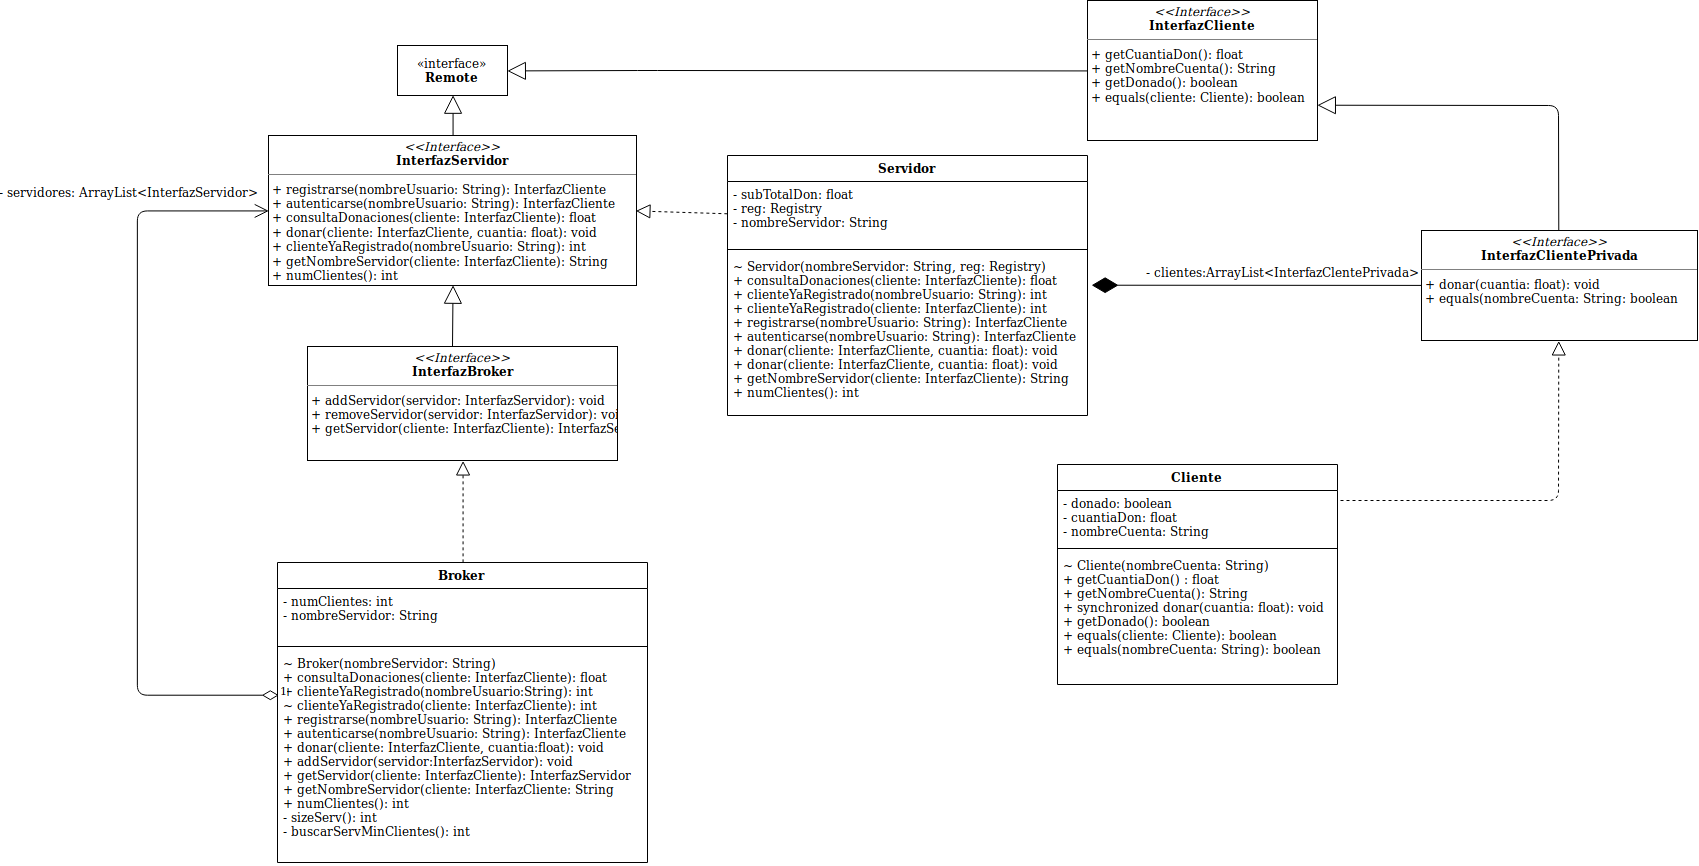 <<Interface>>
InterfazCliente
+ getCuantiaDon(): float
+ getNombreCuenta(): String
+ getDonado(): boolean
+ equals(cliente: Cliente): boolean
«interface»
Remote
<<Interface>>
InterfazServidor
+ registrarse(nombreUsuario: String): InterfazCliente
+ autenticarse(nombreUsuario: String): InterfazCliente
+ consultaDonaciones(cliente: InterfazCliente): float
+ donar(cliente: InterfazCliente, cuantia: float): void
+ clienteYaRegistrado(nombreUsuario: String): int
+ getNombreServidor(cliente: InterfazCliente): String
+ numClientes(): int
- servidores: ArrayList<InterfazServidor>
Servidor
- subTotalDon: float
- reg: Registry
- nombreServidor: String
~ Servidor(nombreServidor: String, reg: Registry)
+ consultaDonaciones(cliente: InterfazCliente): float
+ clienteYaRegistrado(nombreUsuario: String): int
+ clienteYaRegistrado(cliente: InterfazCliente): int
+ registrarse(nombreUsuario: String): InterfazCliente
+ autenticarse(nombreUsuario: String): InterfazCliente
+ donar(cliente: InterfazCliente, cuantia: float): void
+ donar(cliente: InterfazCliente, cuantia: float): void
+ getNombreServidor(cliente: InterfazCliente): String
+ numClientes(): int
- clientes:ArrayList<InterfazClentePrivada>
<<Interface>>
InterfazClientePrivada
+ donar(cuantia: float): void
+ equals(nombreCuenta: String: boolean
<<Interface>>
InterfazBroker
+ addServidor(servidor: InterfazServidor): void
+ removeServidor(servidor: InterfazServidor): voi
+ getServidor(cliente: InterfazCliente): InterfazSe
Cliente
- donado: boolean
- cuantiaDon: float
- nombreCuenta: String
~ Cliente(nombreCuenta: String)
+ getCuantiaDon() : float
+ getNombreCuenta(): String
+ synchronized donar(cuantia: float): void
+ getDonado(): boolean
+ equals(cliente: Cliente): boolean
+ equals(nombreCuenta: String): boolean
Broker
- numClientes: int
- nombreServidor: String
~ Broker(nombreServidor: String)
+ consultaDonaciones(cliente: InterfazCliente): float
1
+ clienteYaRegistrado(nombreUsuario:String): int
~ clienteYaRegistrado(cliente: InterfazCliente): int
+ registrarse(nombreUsuario: String): InterfazCliente
+ autenticarse(nombreUsuario: String): InterfazCliente
+ donar(cliente: InterfazCliente, cuantia:float): void
+ addServidor(servidor:InterfazServidor): void
+ getServidor(cliente: InterfazCliente): InterfazServidor
+ getNombreServidor(cliente: InterfazCliente: String
+ numClientes(): int
- sizeServ(): int
- buscarServMinClientes(): int